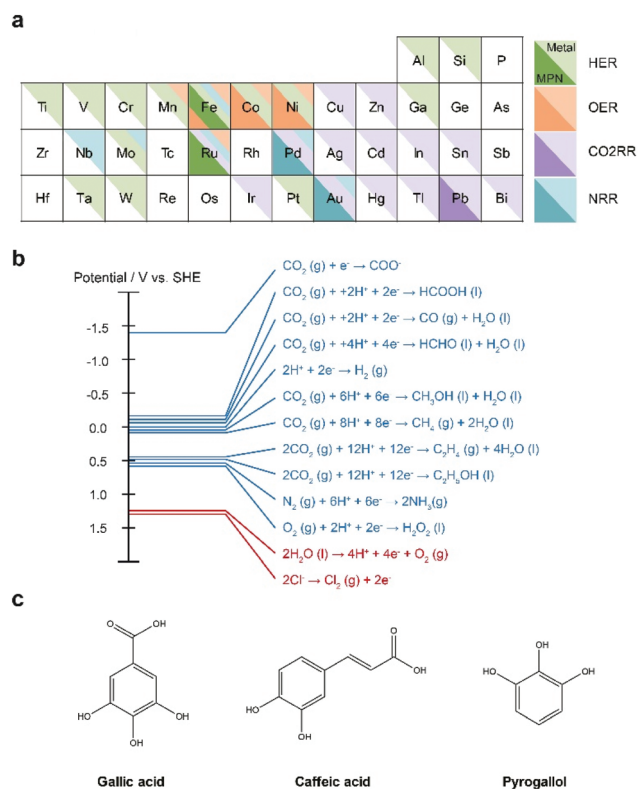 a
Al Si P
Metal
MPN
HER
Ti V Cr Mn Fe Co Ni Cu Zn Ga Ge As
OER
Zr Nb Mo Tc Ru Rh Pd Ag Cd In Sn Sb
CO2RR
Hf Ta W Re Os Ir Pt Au Hg Tl Pb Bi
NRR
b
Potential / V vs. SHE
-1.5
-1.0
-0.5
0.0
0.5
1.0
1.5
CO₂ (g) + e⁻ → COO⁻
CO₂ (g) + +2H⁺ + 2e⁻ → HCOOH (l)
CO₂ (g) + +2H⁺ + 2e⁻ → CO (g) + H₂O (l)
CO₂ (g) + +4H⁺ + 4e⁻ → HCHO (l) + H₂O (l)
2H⁺ + 2e⁻ → H₂ (g)
CO₂ (g) + 6H⁺ + 6e → CH₃OH (l) + H₂O (l)
CO₂ (g) + 8H⁺ + 8e⁻ → CH₄ (g) + 2H₂O (l)
2CO₂ (g) + 12H⁺ + 12e⁻ → C₂H₄ (g) + 4H₂O (l)
2CO₂ (g) + 12H⁺ + 12e⁻ → C₂H₅OH (l)
N₂ (g) + 6H⁺ + 6e⁻ → 2NH₃(g)
O₂ (g) + 2H⁺ + 2e⁻ → H₂O₂ (l)
2H₂O (l) → 4H⁺ + 4e⁻ + O₂ (g)
2Cl⁻ → Cl₂ (g) + 2e⁻
c
O
OH
HO
OH
OH
Gallic acid
O
OH
HO
OH
Caffeic acid
OH
HO
OH
Pyrogallol